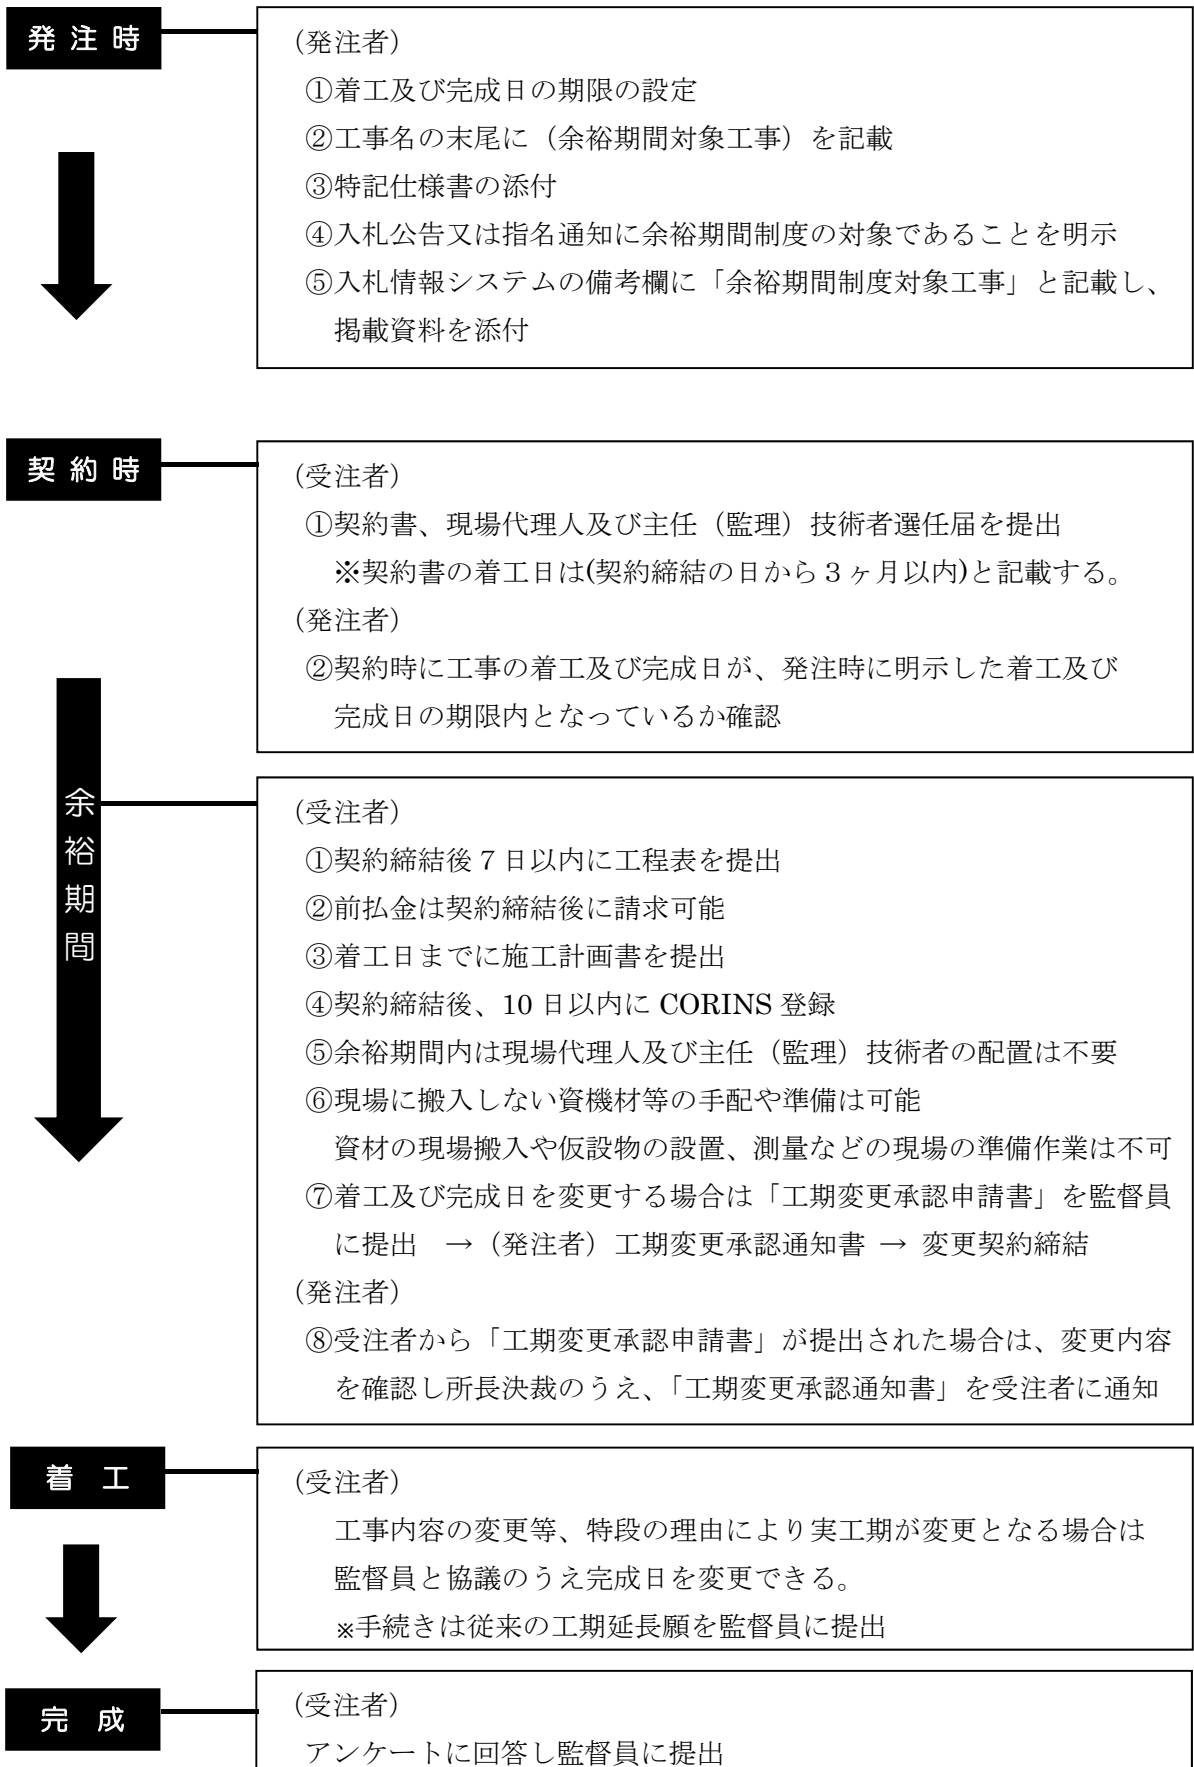 発注時
（発注者）
①着工及び完成日の期限の設定
②工事名の末尾に（余裕期間対象工事）を記載
③特記仕様書の添付
④入札公告又は指名通知に余裕期間制度の対象であることを明示
⑤入札情報システムの備考欄に「余裕期間制度対象工事」と記載し、
掲載資料を添付
契約時
（受注者）
①契約書、現場代理人及び主任（監理）技術者選任届を提出
※契約書の着工日は(契約締結の日から３ヶ月以内)と記載する。
（発注者）
②契約時に工事の着工及び完成日が、発注時に明示した着工及び
完成日の期限内となっているか確認
余裕期間
（受注者）
①契約締結後７日以内に工程表を提出
②前払金は契約締結後に請求可能
③着工日までに施工計画書を提出
④契約締結後、10 日以内に CORINS 登録
⑤余裕期間内は現場代理人及び主任（監理）技術者の配置は不要
⑥現場に搬入しない資機材等の手配や準備は可能
資材の現場搬入や仮設物の設置、測量などの現場の準備作業は不可
⑦着工及び完成日を変更する場合は「工期変更承認申請書」を監督員
に提出　→（発注者）工期変更承認通知書 → 変更契約締結
（発注者）
⑧受注者から「工期変更承認申請書」が提出された場合は、変更内容
を確認し所長決裁のうえ、「工期変更承認通知書」を受注者に通知
着　工
（受注者）
工事内容の変更等、特段の理由により実工期が変更となる場合は
監督員と協議のうえ完成日を変更できる。
※手続きは従来の工期延長願を監督員に提出
完　成
（受注者）
アンケートに回答し監督員に提出